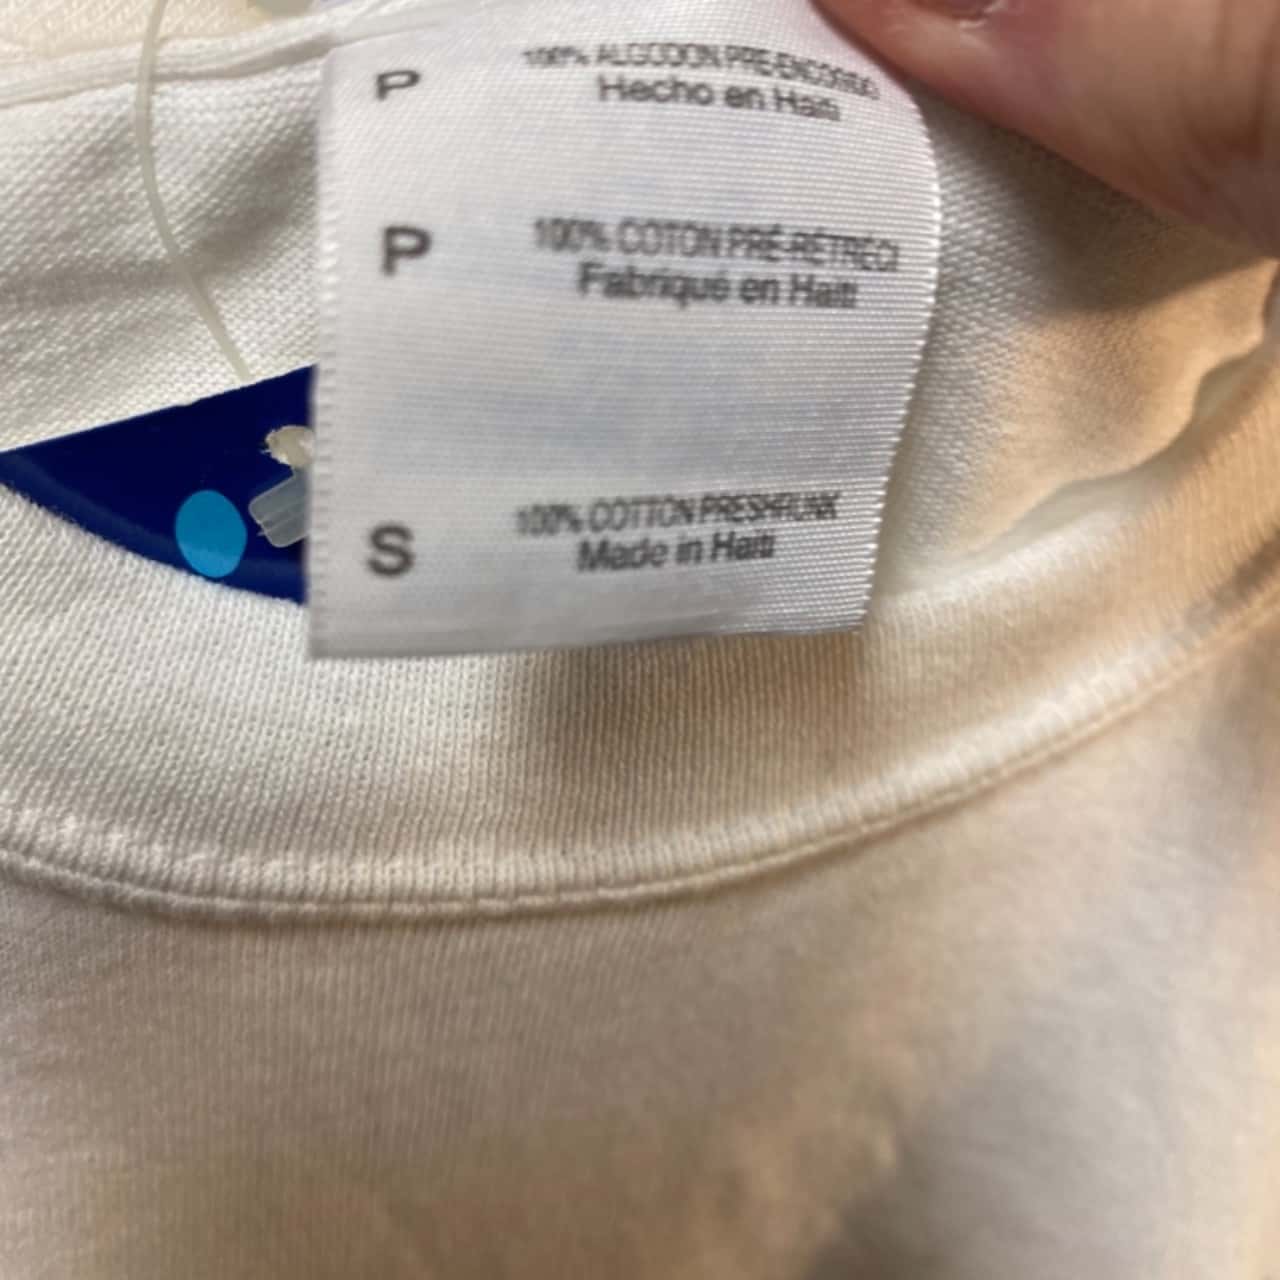 P
100% ALGODON PRE-ENCOGIDO
Hecho en Haiti
P
100% COTON PRÉ-RÉTRÉCI
Fabriqué en Haiti
S
100% COTTON PRESHRUNK
Made in Haiti